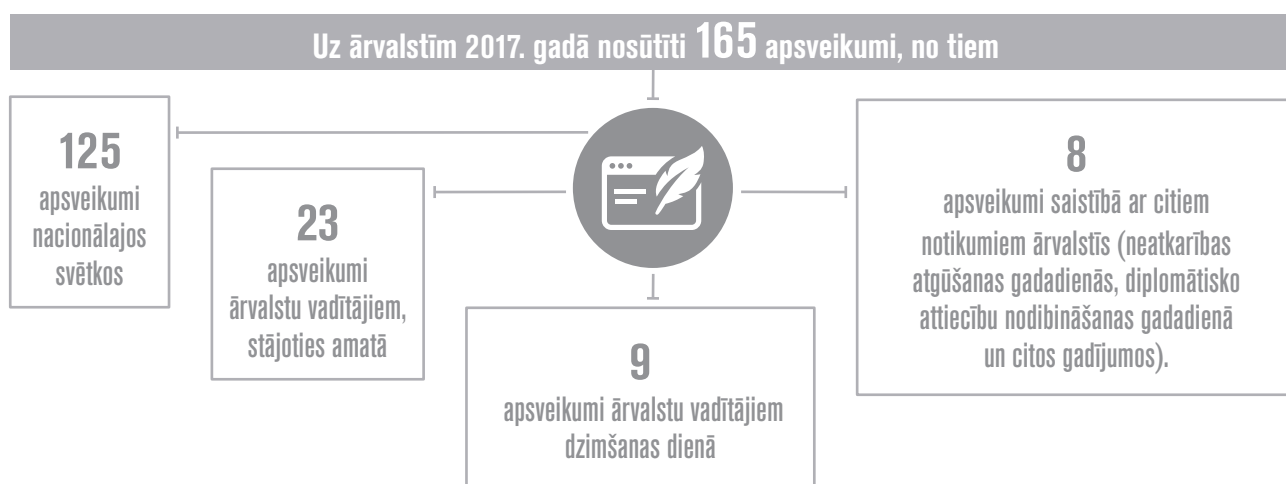 Uz ārvalstīm 2017. gadā nosūtīti 165 apsveikumi, no tiem
125
apsveikumi
nacionālajos
svētkos
23
apsveikumi
ārvalstu vadītājiem,
stājoties amatā
9
apsveikumi ārvalstu vadītājiem
dzimšanas dienā
8
apsveikumi saistībā ar citiem
notikumiem ārvalstīs (neatkarības
atgūšanas gadadienās, diplomātisko
attiecību nodibināšanas gadadienā
un citos gadījumos).